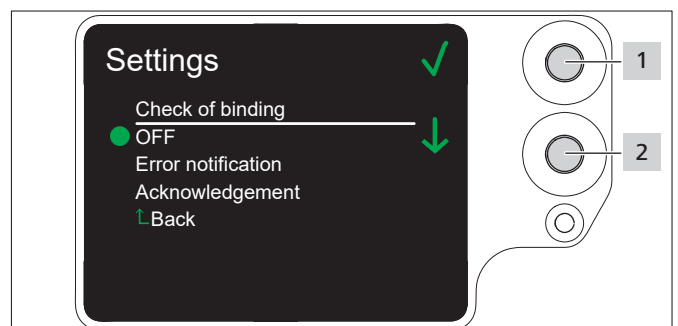 Settings
Check of binding
OFF
Error notification
Acknowledgement
Back
1
2